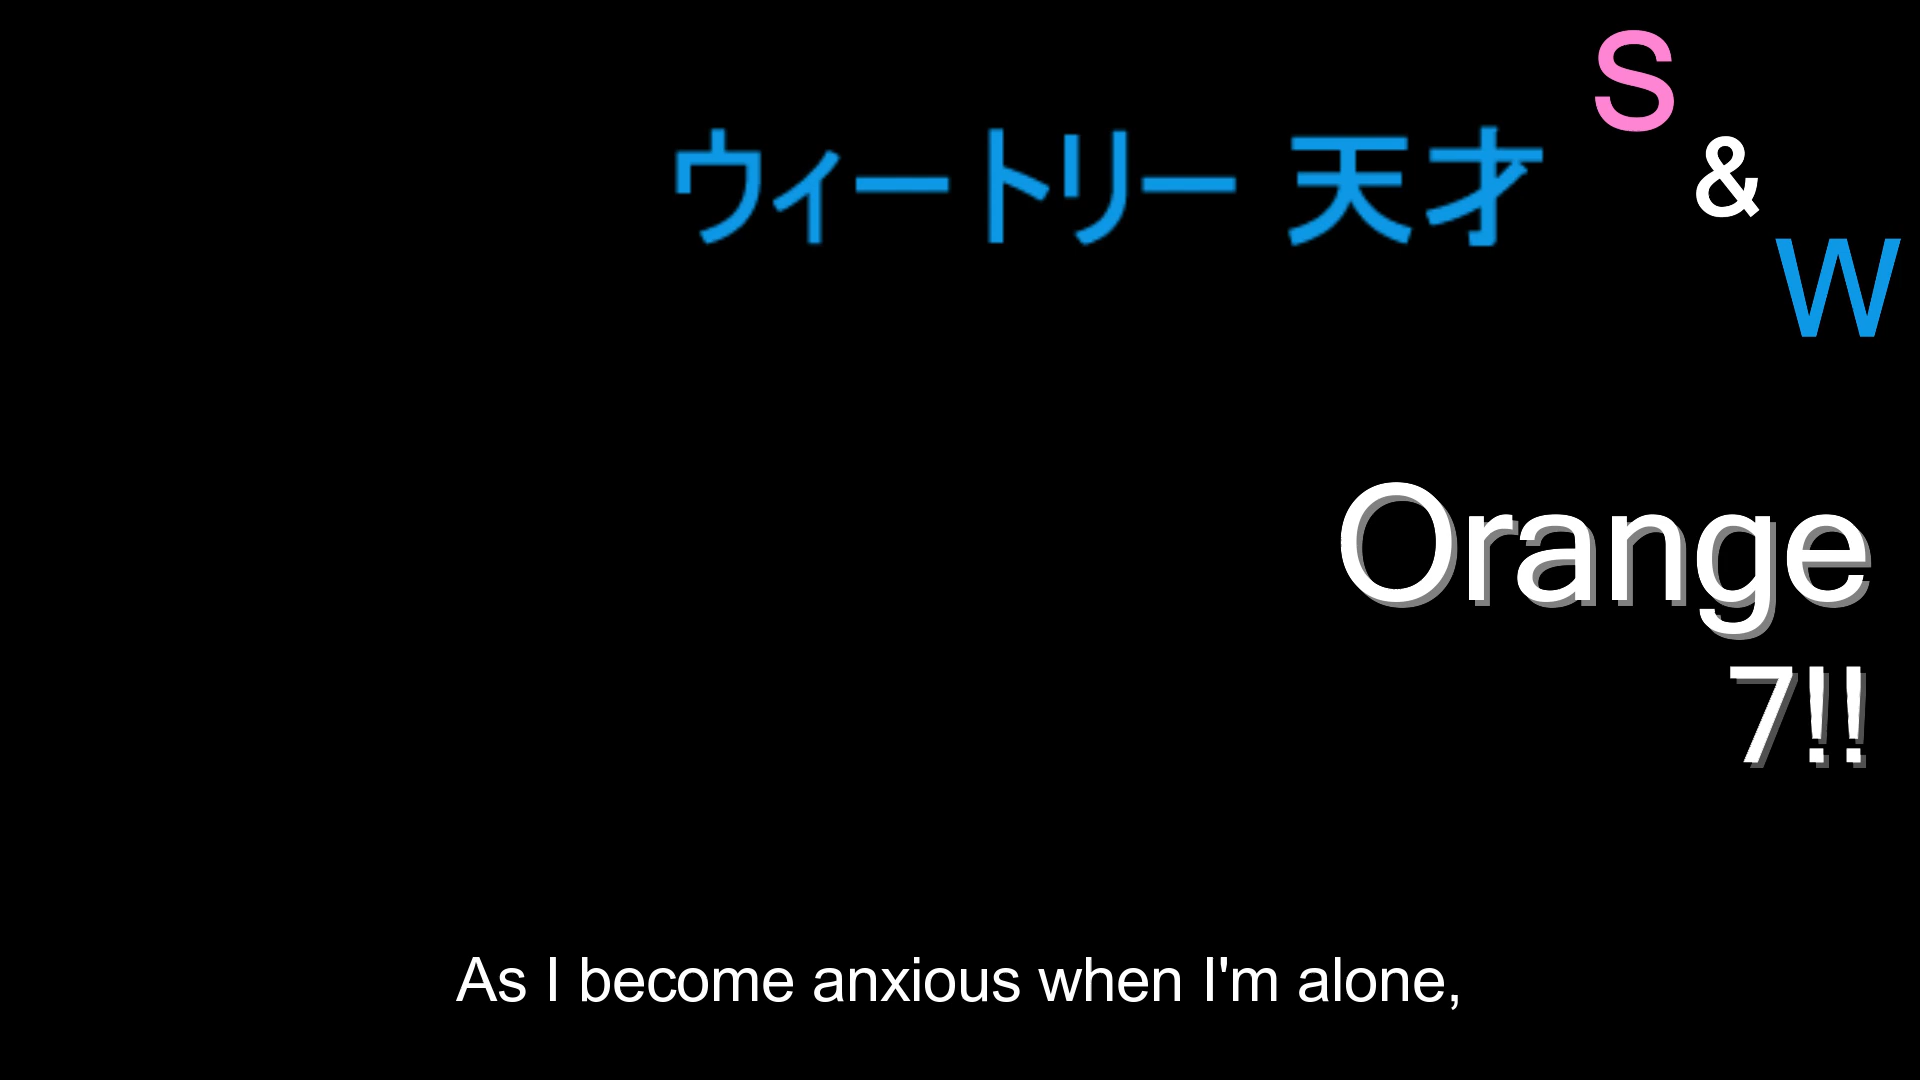 S
&
W
ウィートリー 天才
Orange
7!!
As I become anxious when I'm alone,